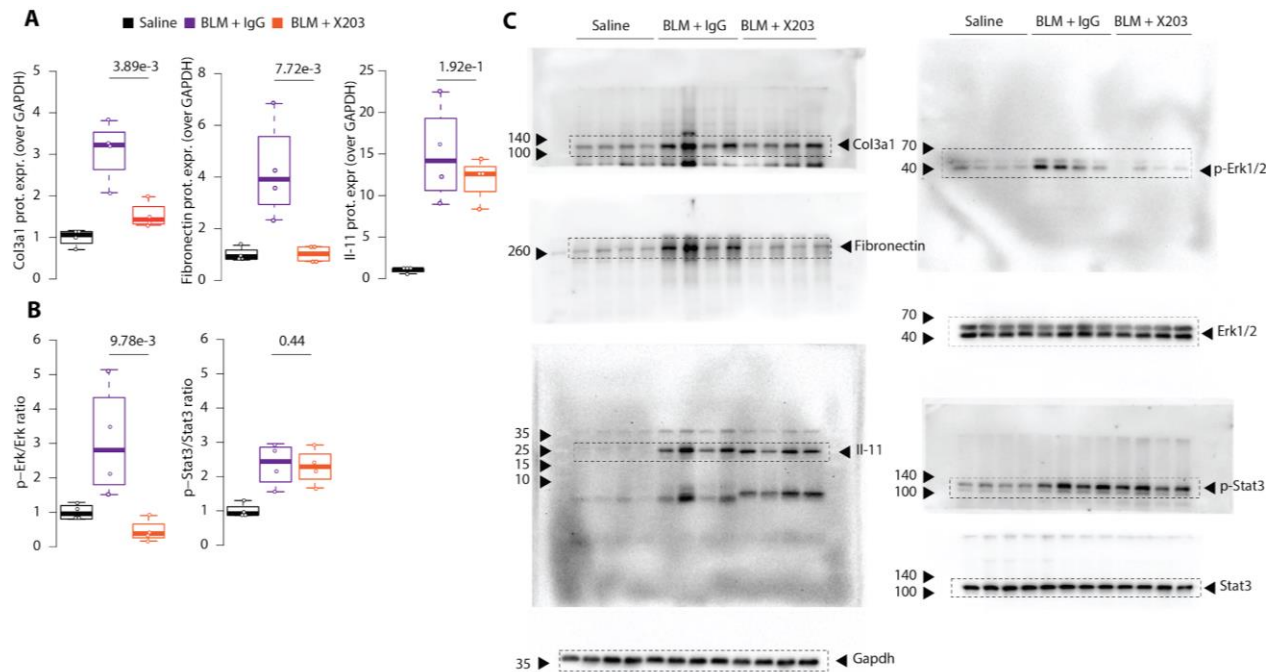 A
Saline BLM + IgG BLM + X203
Col3a1 prot. expr. (over GAPDH)
5
4
3
2
1
0
3.89e-3
Fibronectin prot. expr. (over GAPDH)
8
6
4
2
0
7.72e-3
Il-11 prot. expr (over GAPDH)
25
20
15
10
5
0
1.92e-1
B
p−Erk/Erk ratio
6
5
4
3
2
1
0
9.78e-3
p−Stat3/Stat3 ratio
6
5
4
3
2
1
0
0.44
C
Saline BLM + IgG BLM + X203
140
100
Col3a1
260
Fibronectin
35
25
15
10
Il-11
35
Gapdh
Saline BLM + IgG BLM + X203
70
40
p-Erk1/2
70
40
Erk1/2
140
100
p-Stat3
140
100
Stat3